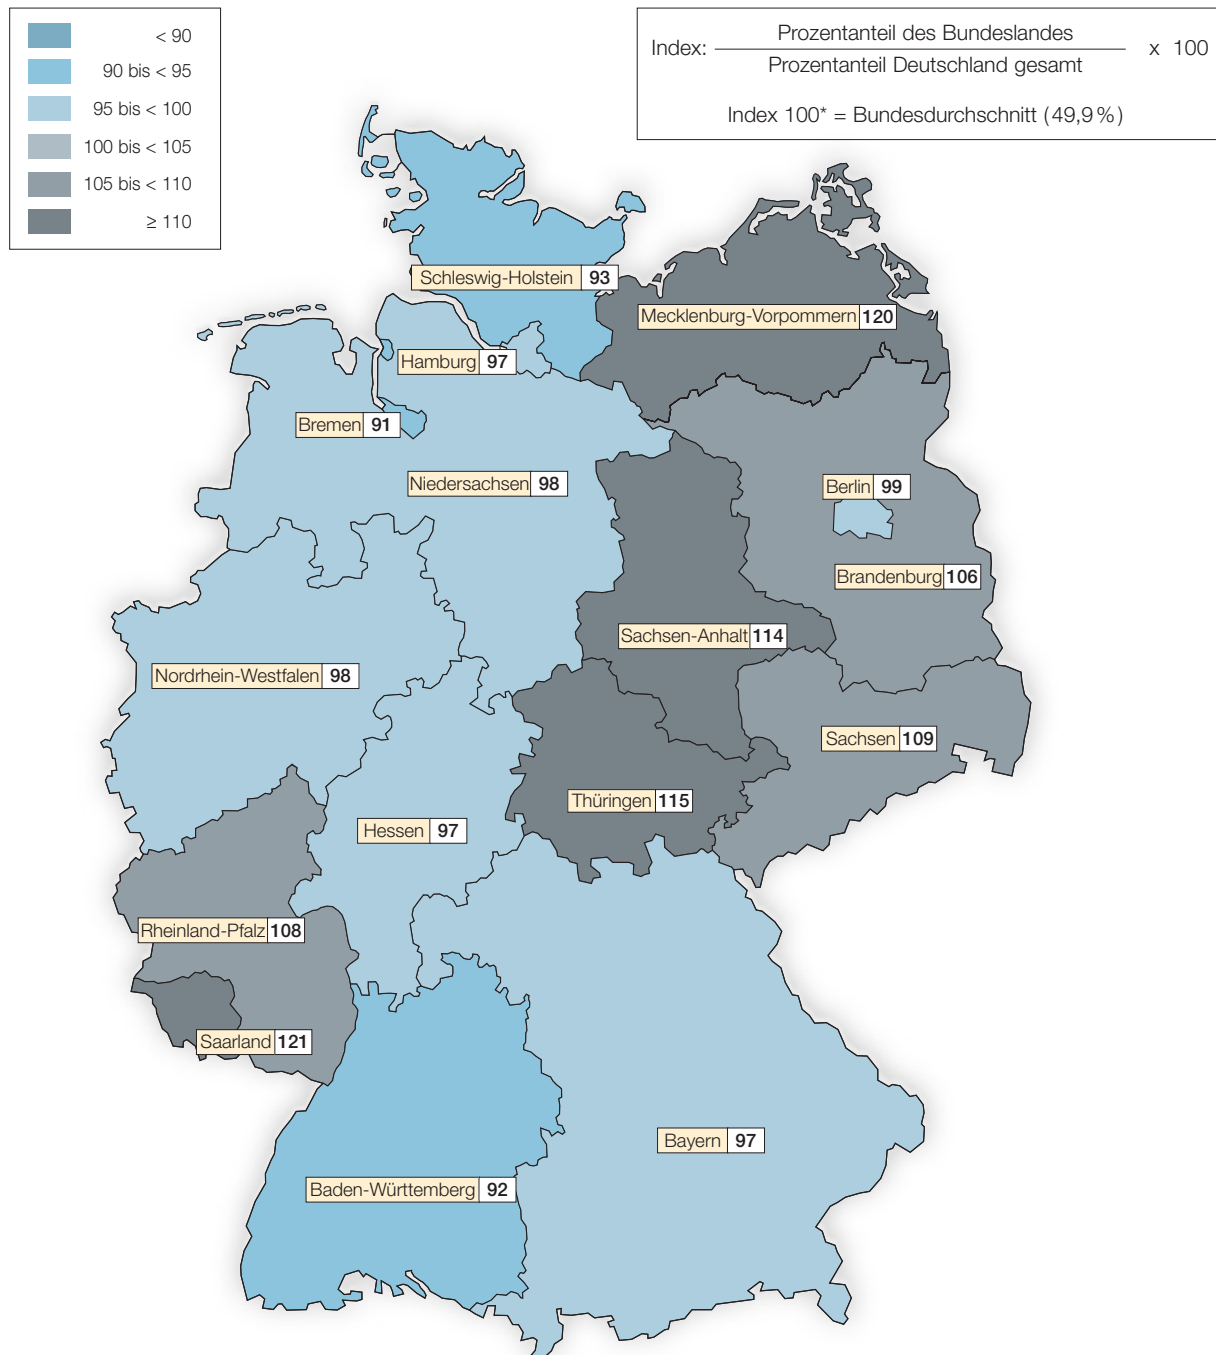 < 90
90 bis < 95
95 bis < 100
100 bis < 105
105 bis < 110
≥ 110
Prozentanteil des Bundeslandes
Index: x 100
Prozentanteil Deutschland gesamt
Index 100* = Bundesdurchschnitt (49,9 %)
Schleswig-Holstein 93
Mecklenburg-Vorpommern 120
Hamburg 97
Bremen 91
Niedersachsen 98
Berlin 99
Brandenburg 106
Sachsen-Anhalt 114
Nordrhein-Westfalen 98
Sachsen 109
Thüringen 115
Hessen 97
Rheinland-Pfalz 108
Saarland 121
Bayern 97
Baden-Württemberg 92